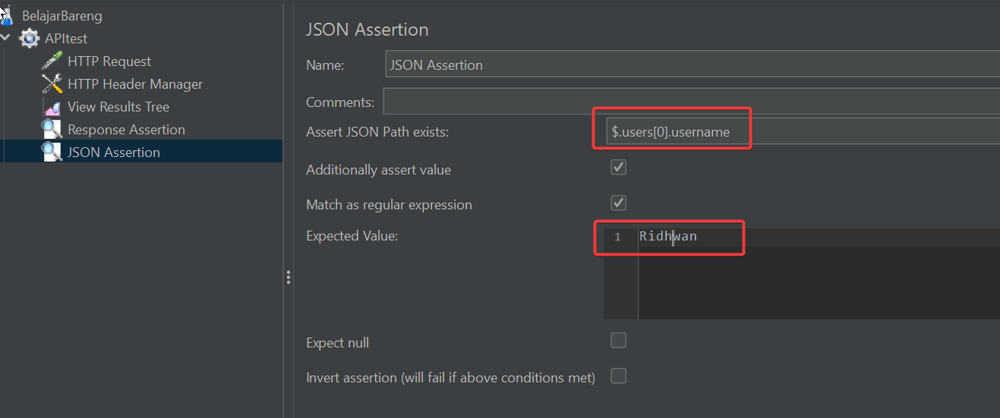 BelajarBareng
APItest
HTTP Request
HTTP Header Manager
View Results Tree
Response Assertion
JSON Assertion
JSON Assertion
Name: JSON Assertion
Comments:
Assert JSON Path exists: $.users[0].username
Additionally assert value
Match as regular expression
Expected Value: 1 Ridhwan
Expect null
Invert assertion (will fail if above conditions met)